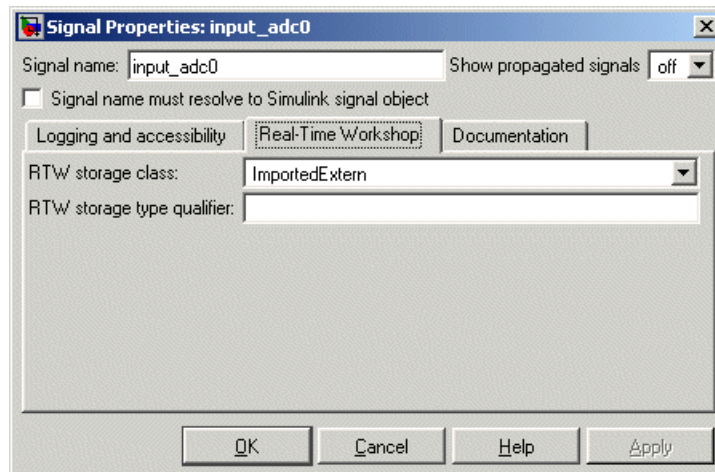 Signal Properties: input_adc0
Signal name: input_adc0 Show propagated signals off
Signal name must resolve to Simulink signal object
Logging and accessibility Real-Time Workshop Documentation
RTW storage class: ImportedExtern
RTW storage type qualifier:
OK Cancel Help Apply